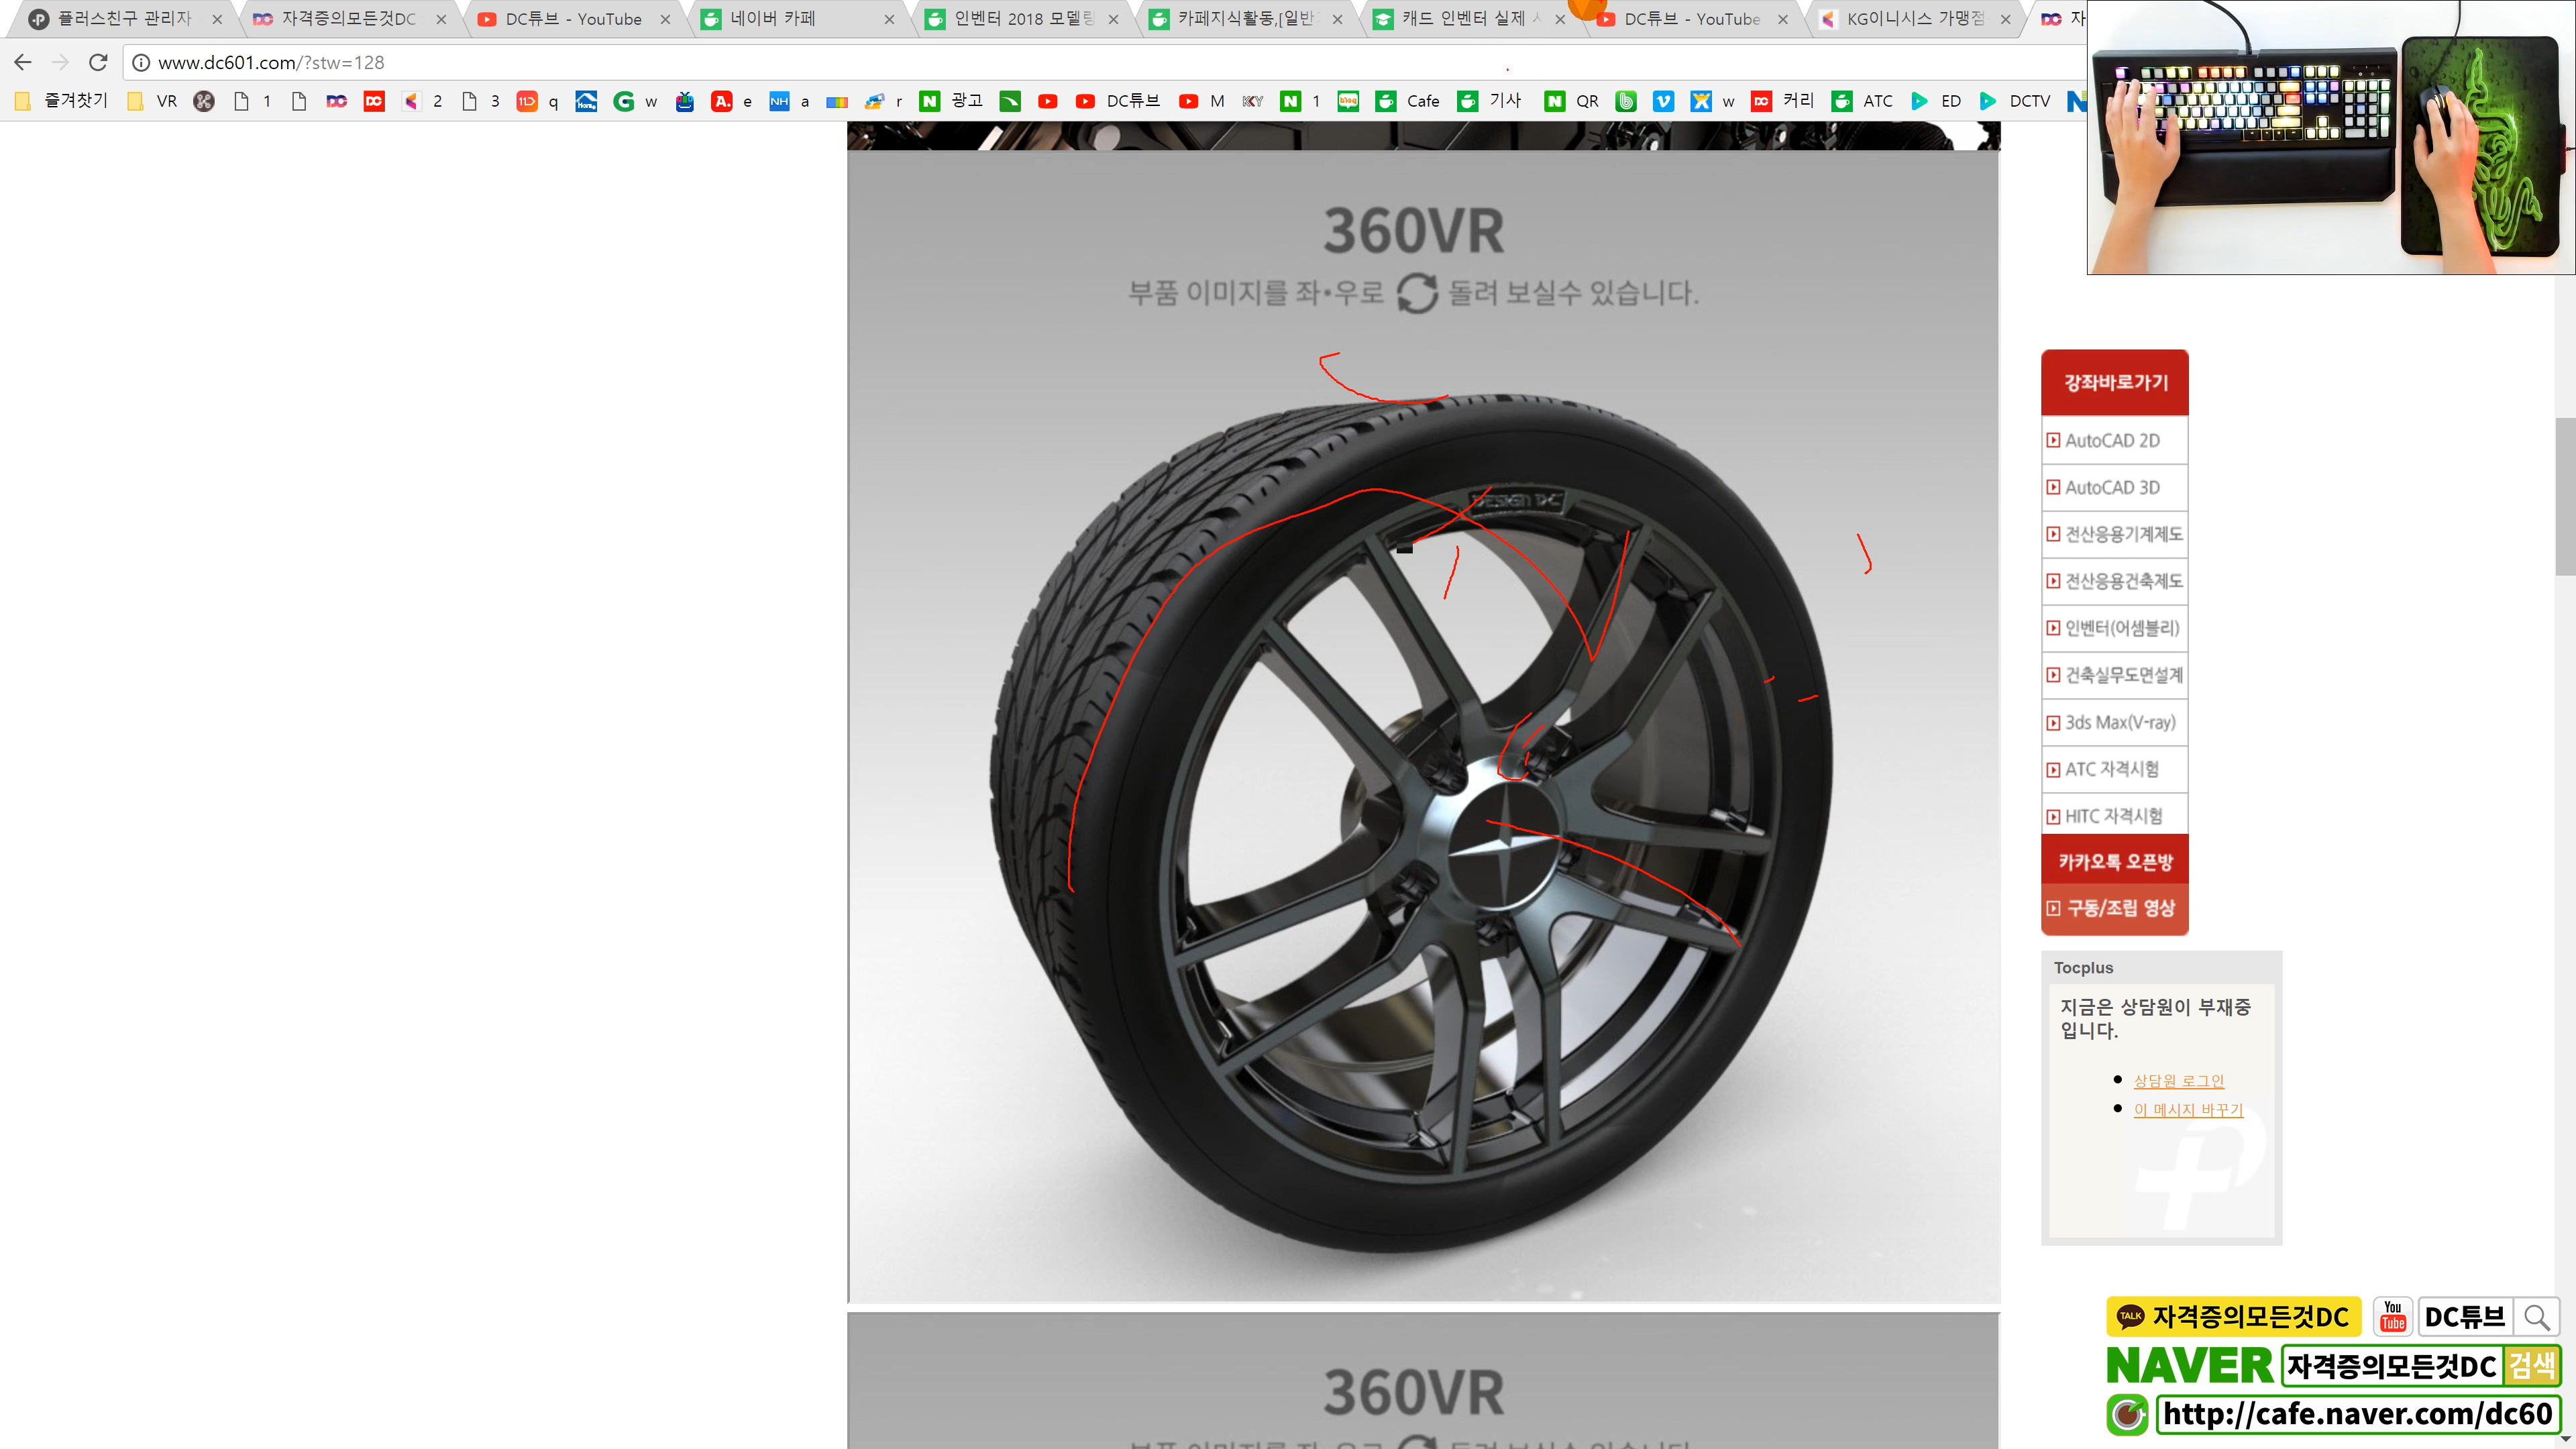 플러스친구 관리자
자격증의모든것DC
DC튜브 - YouTube
네이버 카페
인벤터 2018 모델링
카페지식활동,[일반
캐드 인벤터 실제
DC튜브 - YouTube
KG이니시스 가맹점
www.dc601.com/?stw=128
즐겨찾기 VR 1 2 3 q w e NH a r 광고 DC튜브 M KY 1 Cafe 기사 QR w 커리 ATC ED DCTV
360VR
부품 이미지를 좌•우로 돌려 보실수 있습니다.
DESIGN DC
강좌바로가기
AutoCAD 2D
AutoCAD 3D
전산응용기계제도
전산응용건축제도
인벤터(어셈블리)
건축실무도면설계
3ds Max(V-ray)
ATC 자격시험
HITC 자격시험
카카오톡 오픈방
구동/조립 영상
Tocplus
지금은 상담원이 부재중
입니다.
상담원 로그인
이 메시지 바꾸기
360VR
TALK 자격증의모든것DC You Tube DC튜브
NAVER 자격증의모든것DC 검색
http://cafe.naver.com/dc60